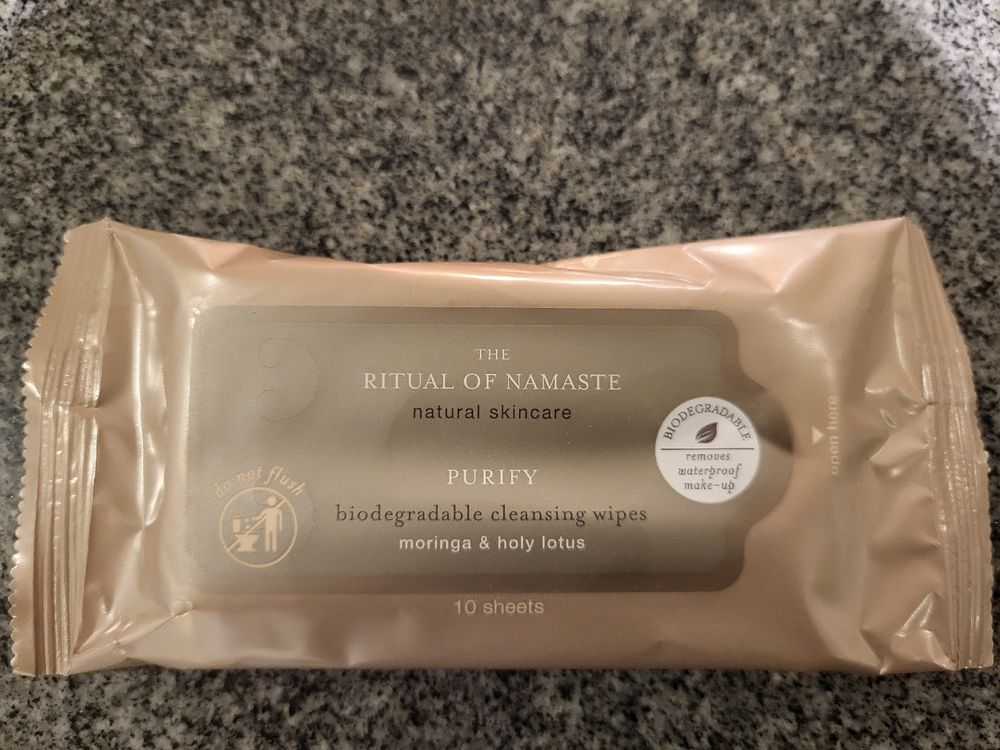 THE
RITUAL OF NAMASTE
natural skincare
BIODEGRADABLE
removes
waterproof
make-up
open here
do not flush
PURIFY
biodegradable cleansing wipes
moringa & holy lotus
10 sheets